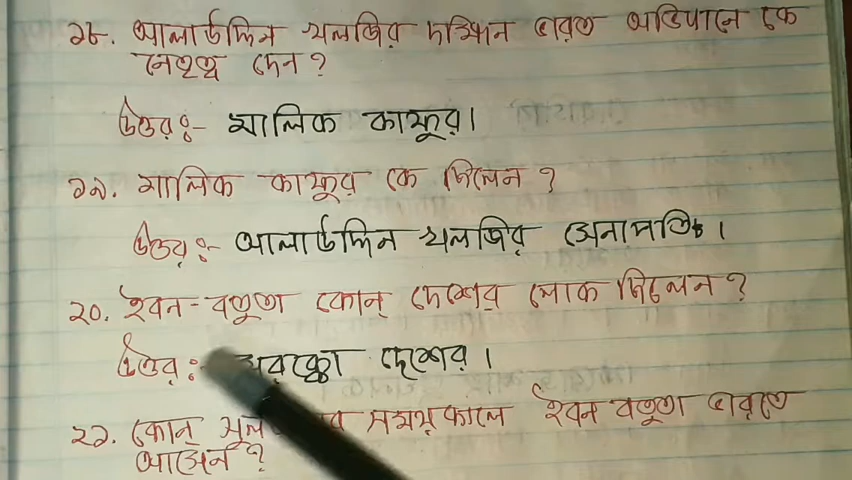 ১৮. আলাউদ্দিন খলজির দক্ষিন ভারত অভিযানে কে
নেতৃত্ব দেন?
উত্তর:- মালিক কাফুর।
১৯. মালিক কাফুর কে ছিলেন?
উত্তর:- আলাউদ্দিন খলজির সেনাপতি।
২০. ইবন-বতুতা কোন্ দেশের লোক ছিলেন?
উত্তর:- দেশের।
২১. কোন্ সময়কালে ইবন বতুতা ভারতে
আসেন?